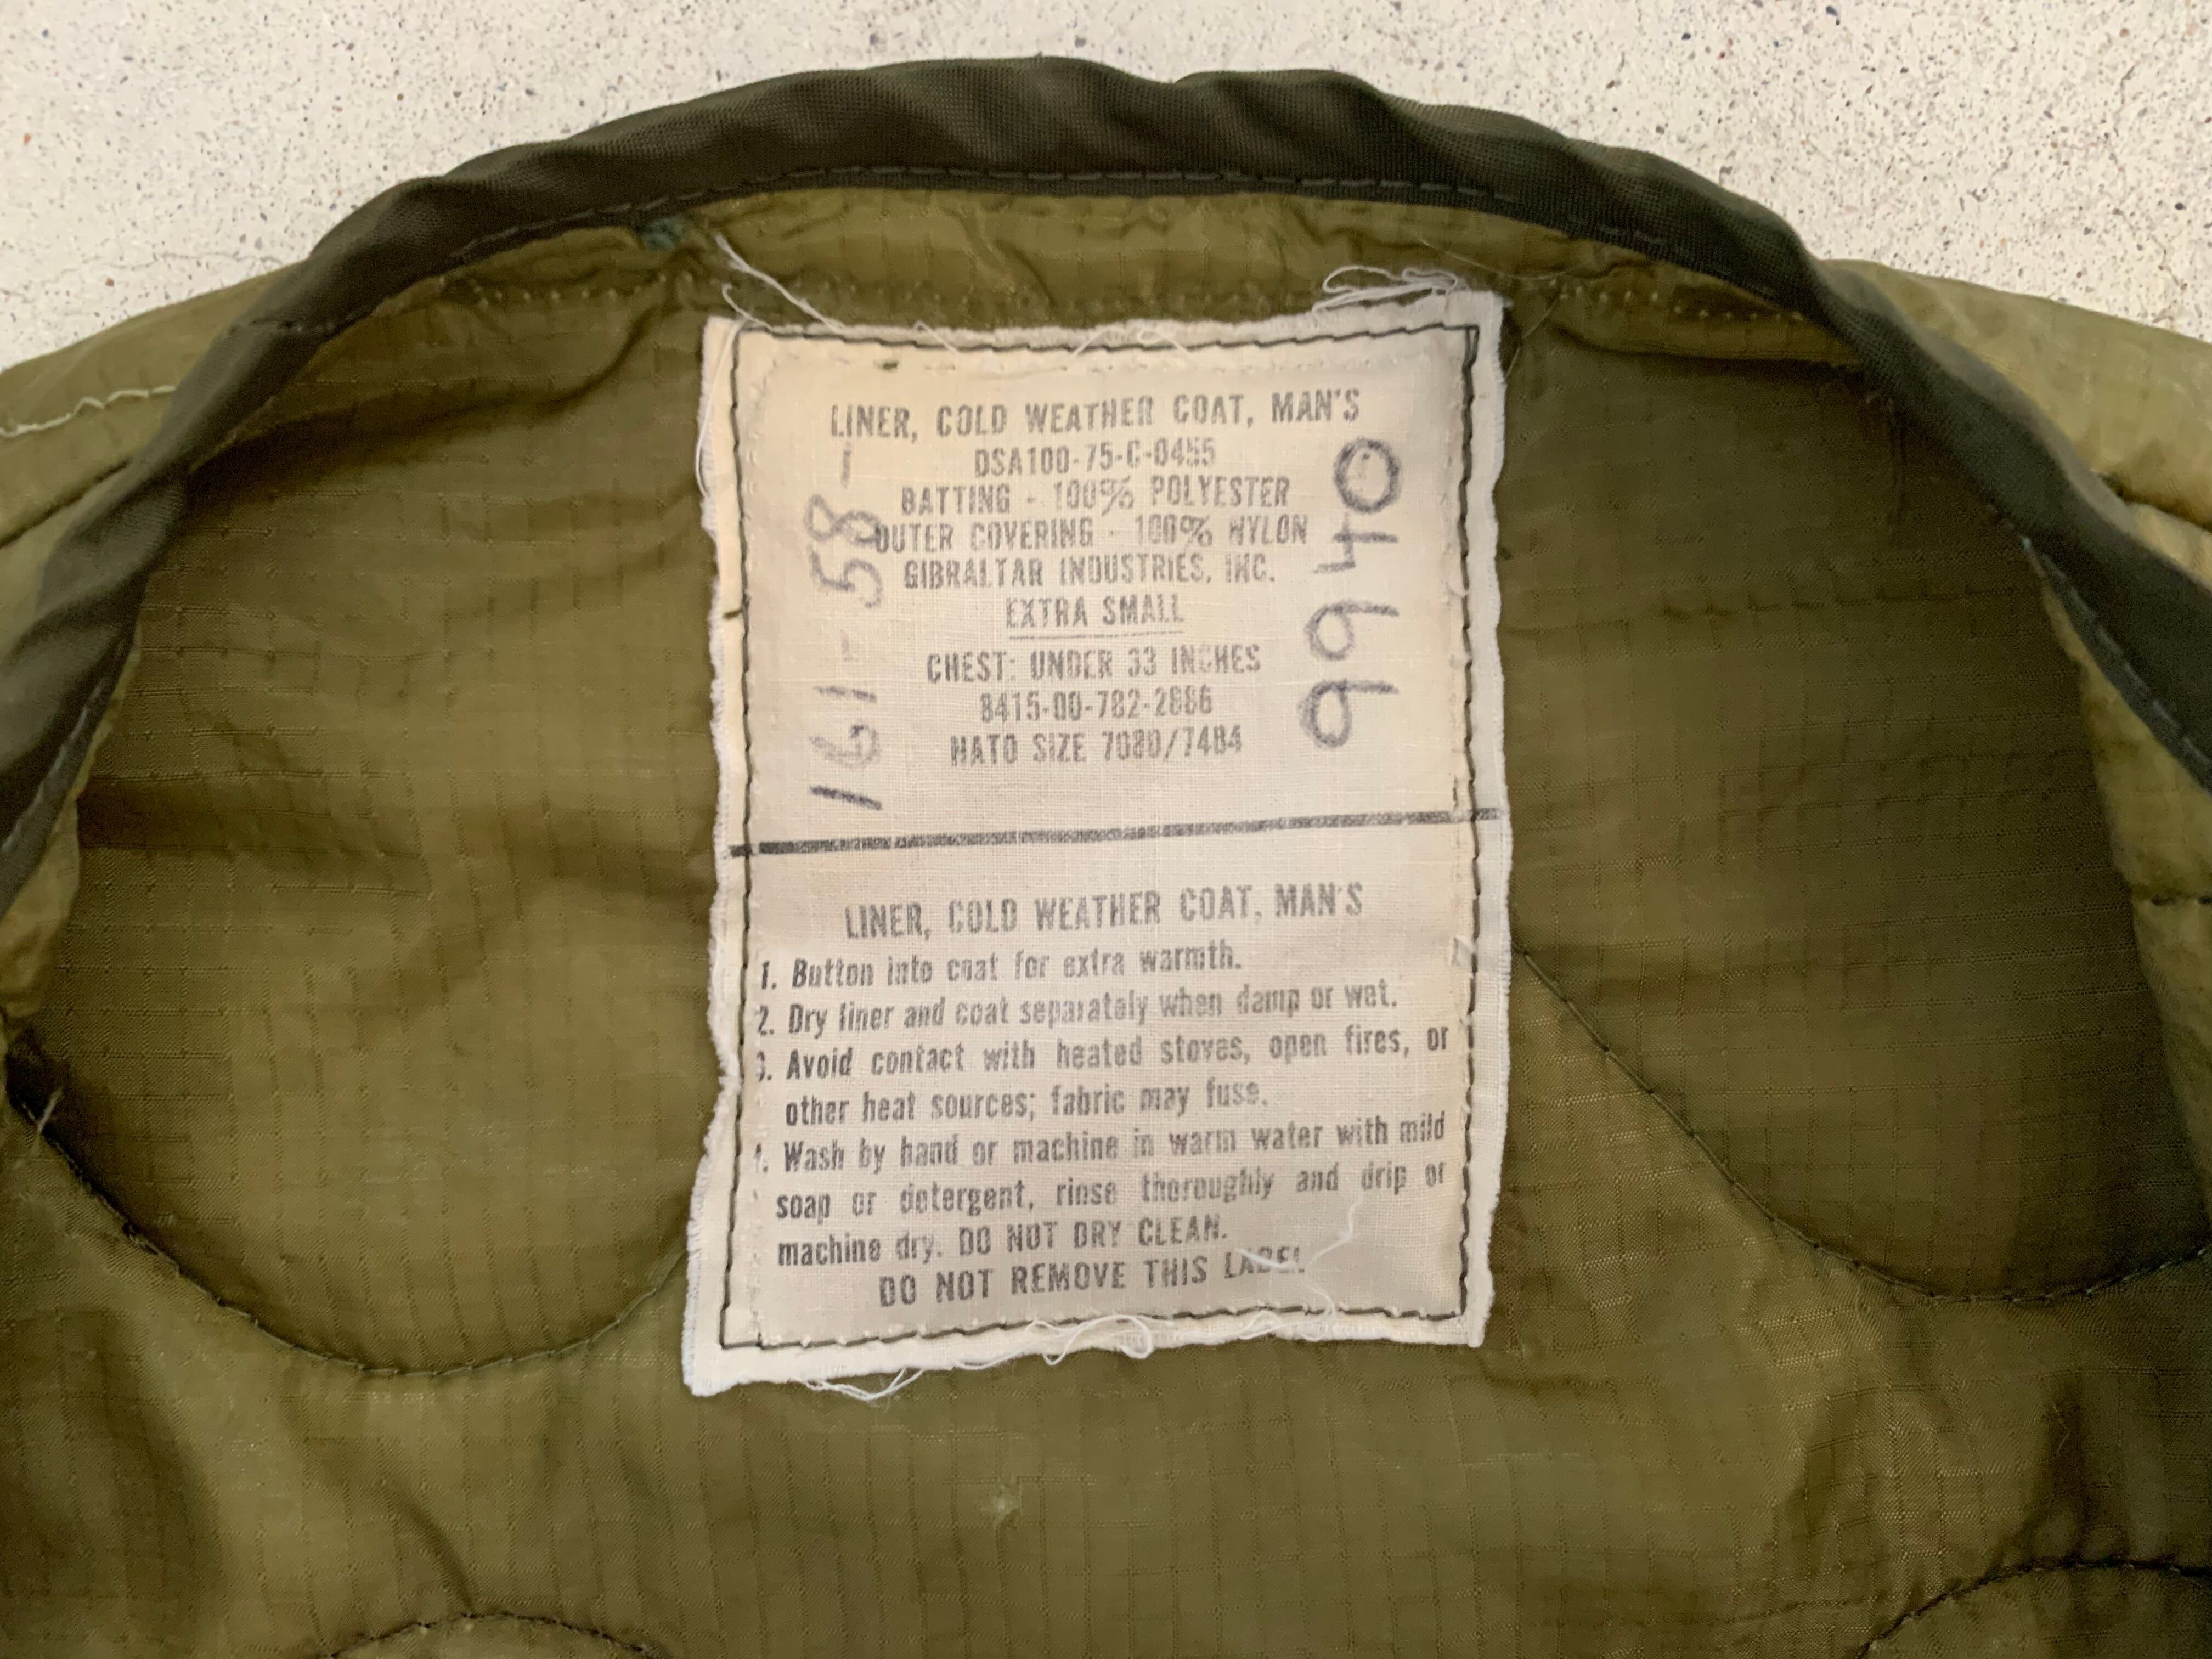 LINER, COLD WEATHER COAT, MAN'S
DSA100-75-C-0455
BATTING - 100% POLYESTER
OUTER COVERING - 100% NYLON
GIBRALTAR INDUSTRIES, INC.
EXTRA SMALL
CHEST: UNDER 33 INCHES
8415-00-782-2886
NATO SIZE 7080/7484
161-58-
9940
LINER, COLD WEATHER COAT, MAN'S
1. Button into coat for extra warmth.
2. Dry liner and coat separately when damp or wet.
3. Avoid contact with heated stoves, open fires, or
other heat sources; fabric may fuse.
4. Wash by hand or machine in warm water with mild
soap or detergent, rinse thoroughly and drip or
machine dry. DO NOT DRY CLEAN.
DO NOT REMOVE THIS LABEL